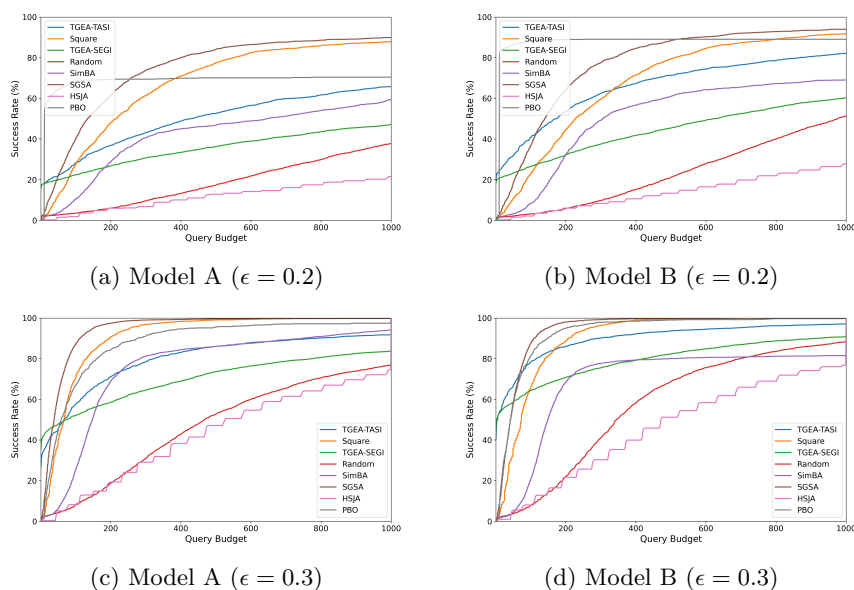 100
80
60
40
20
0
Success Rate (%)
TGEA-TASI
Square
TGEA-SEGI
Random
SimBA
SGSA
HSJA
PBO
200 400 600 800 1000
Query Budget
(a) Model A (ϵ = 0.2)
100
80
60
40
20
0
Success Rate (%)
TGEA-TASI
Square
TGEA-SEGI
Random
SimBA
SGSA
HSJA
PBO
200 400 600 800 1000
Query Budget
(b) Model B (ϵ = 0.2)
100
80
60
40
20
0
Success Rate (%)
TGEA-TASI
Square
TGEA-SEGI
Random
SimBA
SGSA
HSJA
PBO
200 400 600 800 1000
Query Budget
(c) Model A (ϵ = 0.3)
100
80
60
40
20
0
Success Rate (%)
TGEA-TASI
Square
TGEA-SEGI
Random
SimBA
SGSA
HSJA
PBO
200 400 600 800 1000
Query Budget
(d) Model B (ϵ = 0.3)